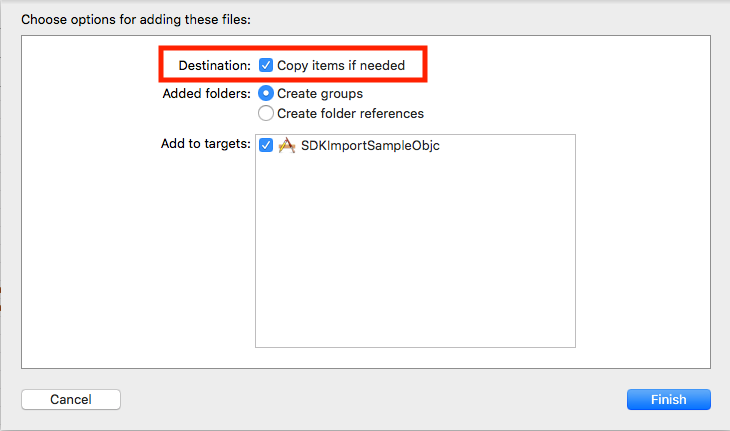 Choose options for adding these files:
Destination: Copy items if needed
Added folders: Create groups
Create folder references
Add to targets: SDKImportSampleObjc
Cancel Finish